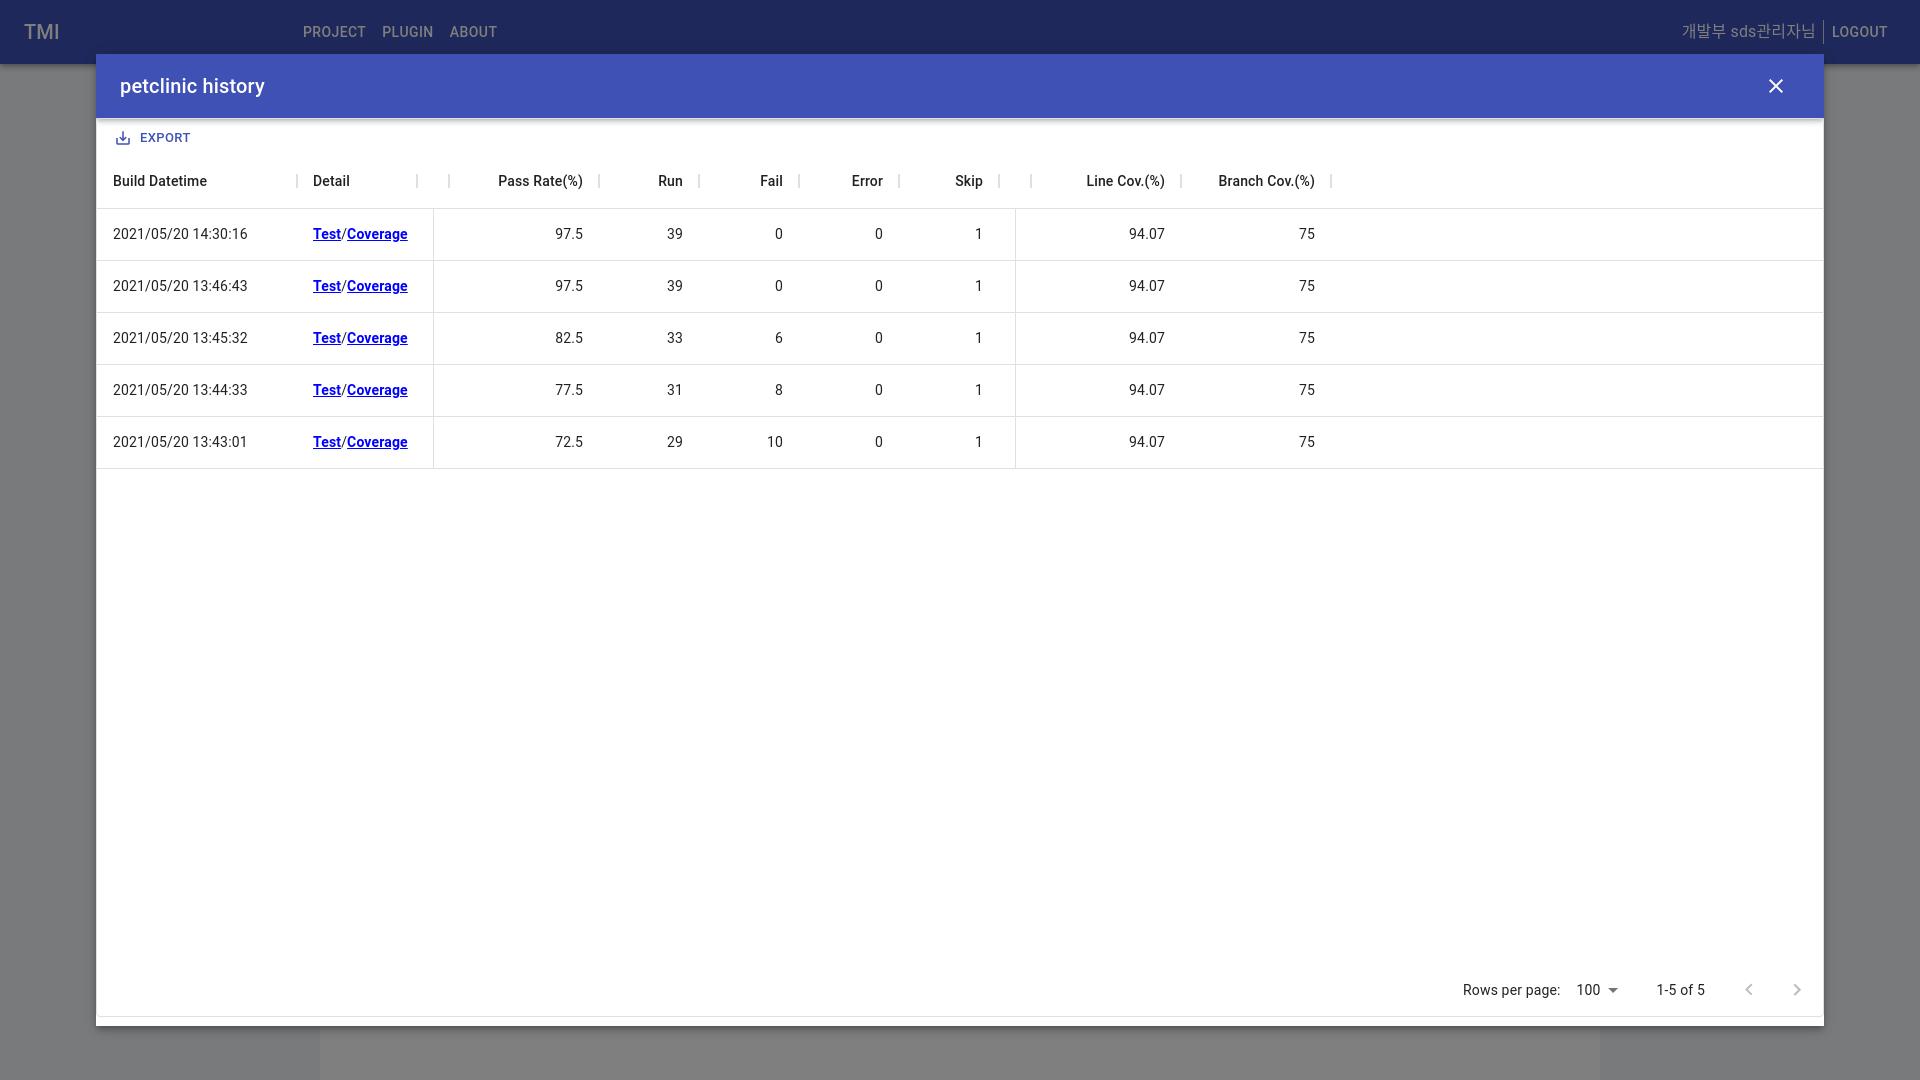 TMI PROJECT PLUGIN ABOUT 개발부 sds관리자님 LOGOUT
petclinic history
EXPORT
Build Datetime Detail Pass Rate(%) Run Fail Error Skip Line Cov.(%) Branch Cov.(%)
2021/05/20 14:30:16 Test/Coverage 97.5 39 0 0 1 94.07 75
2021/05/20 13:46:43 Test/Coverage 97.5 39 0 0 1 94.07 75
2021/05/20 13:45:32 Test/Coverage 82.5 33 6 0 1 94.07 75
2021/05/20 13:44:33 Test/Coverage 77.5 31 8 0 1 94.07 75
2021/05/20 13:43:01 Test/Coverage 72.5 29 10 0 1 94.07 75
Rows per page: 100 1-5 of 5